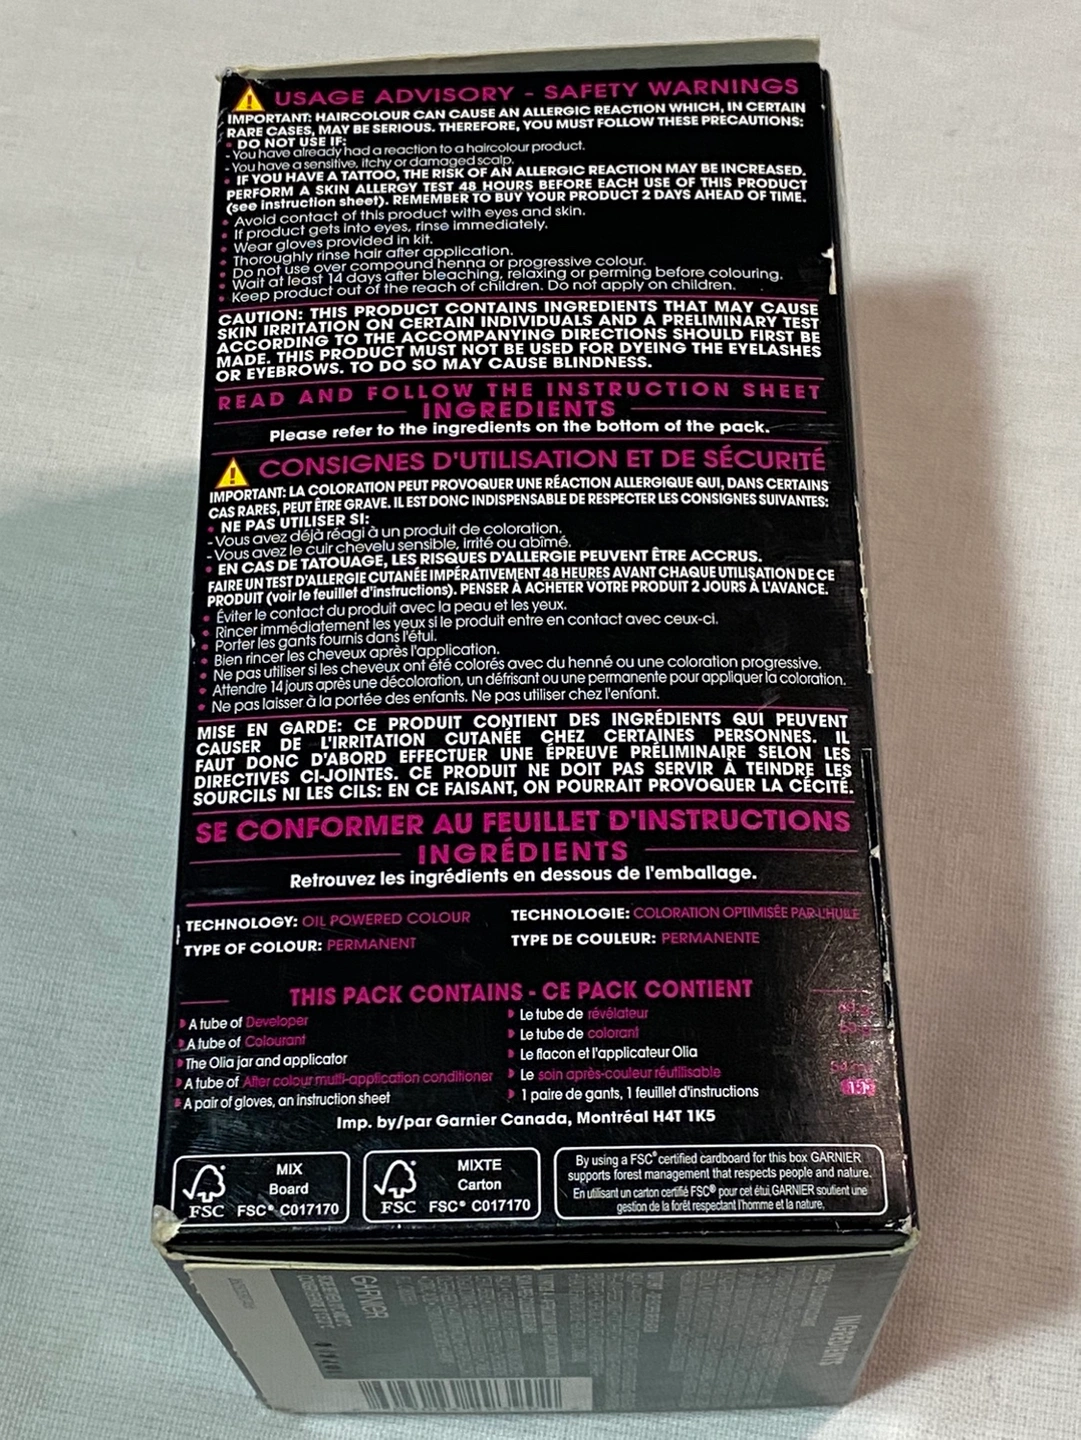 USAGE ADVISORY - SAFETY WARNINGS
IMPORTANT: HAIRCOLOUR CAN CAUSE AN ALLERGIC REACTION WHICH, IN CERTAIN
RARE CASES, MAY BE SERIOUS. THEREFORE, YOU MUST FOLLOW THESE PRECAUTIONS:
• DO NOT USE IF:
- You have already had a reaction to a haircolour product.
- You have a sensitive, itchy or damaged scalp.
• IF YOU HAVE A TATTOO, THE RISK OF AN ALLERGIC REACTION MAY BE INCREASED.
PERFORM A SKIN ALLERGY TEST 48 HOURS BEFORE EACH USE OF THIS PRODUCT
(see instruction sheet). REMEMBER TO BUY YOUR PRODUCT 2 DAYS AHEAD OF TIME.
• Avoid contact of this product with eyes and skin.
• If product gets into eyes, rinse immediately.
• Wear gloves provided in kit.
• Thoroughly rinse hair after application.
• Do not use over compound henna or progressive colour.
• Wait at least 14 days after bleaching, relaxing or perming before colouring.
• Keep product out of the reach of children. Do not apply on children.
CAUTION: THIS PRODUCT CONTAINS INGREDIENTS THAT MAY CAUSE
SKIN IRRITATION ON CERTAIN INDIVIDUALS AND A PRELIMINARY TEST
ACCORDING TO THE ACCOMPANYING DIRECTIONS SHOULD FIRST BE
MADE. THIS PRODUCT MUST NOT BE USED FOR DYEING THE EYELASHES
OR EYEBROWS. TO DO SO MAY CAUSE BLINDNESS.
READ AND FOLLOW THE INSTRUCTION SHEET
INGREDIENTS
Please refer to the ingredients on the bottom of the pack.
CONSIGNES D'UTILISATION ET DE SÉCURITÉ
IMPORTANT: LA COLORATION PEUT PROVOQUER UNE RÉACTION ALLERGIQUE QUI, DANS CERTAINS
CAS RARES, PEUT ÊTRE GRAVE. IL EST DONC INDISPENSABLE DE RESPECTER LES CONSIGNES SUIVANTES:
• NE PAS UTILISER SI:
- Vous avez déjà réagi à un produit de coloration.
- Vous avez le cuir chevelu sensible, irrité ou abîmé.
• EN CAS DE TATOUAGE, LES RISQUES D'ALLERGIE PEUVENT ÊTRE ACCRUS.
FAIRE UN TEST D'ALLERGIE CUTANÉE IMPÉRATIVEMENT 48 HEURES AVANT CHAQUE UTILISATION DE CE
PRODUIT (voir le feuillet d'instructions). PENSER À ACHETER VOTRE PRODUIT 2 JOURS À L'AVANCE.
• Éviter le contact du produit avec la peau et les yeux.
• Rincer immédiatement les yeux si le produit entre en contact avec ceux-ci.
• Porter les gants fournis dans l'étui.
• Bien rincer les cheveux après l'application.
• Ne pas utiliser si les cheveux ont été colorés avec du henné ou une coloration progressive.
• Attendre 14 jours après une décoloration, un défrisant ou une permanente pour appliquer la coloration.
• Ne pas laisser à la portée des enfants. Ne pas utiliser chez l'enfant.
MISE EN GARDE: CE PRODUIT CONTIENT DES INGRÉDIENTS QUI PEUVENT
CAUSER DE L'IRRITATION CUTANÉE CHEZ CERTAINES PERSONNES. IL
FAUT DONC D'ABORD EFFECTUER UNE ÉPREUVE PRÉLIMINAIRE SELON LES
DIRECTIVES CI-JOINTES. CE PRODUIT NE DOIT PAS SERVIR À TEINDRE LES
SOURCILS NI LES CILS: EN CE FAISANT, ON POURRAIT PROVOQUER LA CÉCITÉ.
SE CONFORMER AU FEUILLET D'INSTRUCTIONS
INGRÉDIENTS
Retrouvez les ingrédients en dessous de l'emballage.
TECHNOLOGY: OIL POWERED COLOUR
TYPE OF COLOUR: PERMANENT
TECHNOLOGIE: COLORATION OPTIMISÉE PAR L'HUILE
TYPE DE COULEUR: PERMANENTE
THIS PACK CONTAINS - CE PACK CONTIENT
A tube of Developer
A tube of Colourant
The Olia jar and applicator
A tube of After colour multi-application conditioner
A pair of gloves, an instruction sheet
Le tube de révélateur
Le tube de colorant
Le flacon et l'applicateur Olia
Le soin après-couleur réutilisable
1 paire de gants, 1 feuillet d'instructions
Imp. by/par Garnier Canada, Montréal H4T 1K5
MIX
Board
FSC FSC® C017170
MIXTE
Carton
FSC FSC® C017170
By using a FSC® certified cardboard for this box GARNIER
supports forest management that respects people and nature.
En utilisant un carton certifié FSC® pour cet étui, GARNIER soutient une
gestion de la forêt respectant l'homme et la nature.
GARNIER
INGREDIENTS